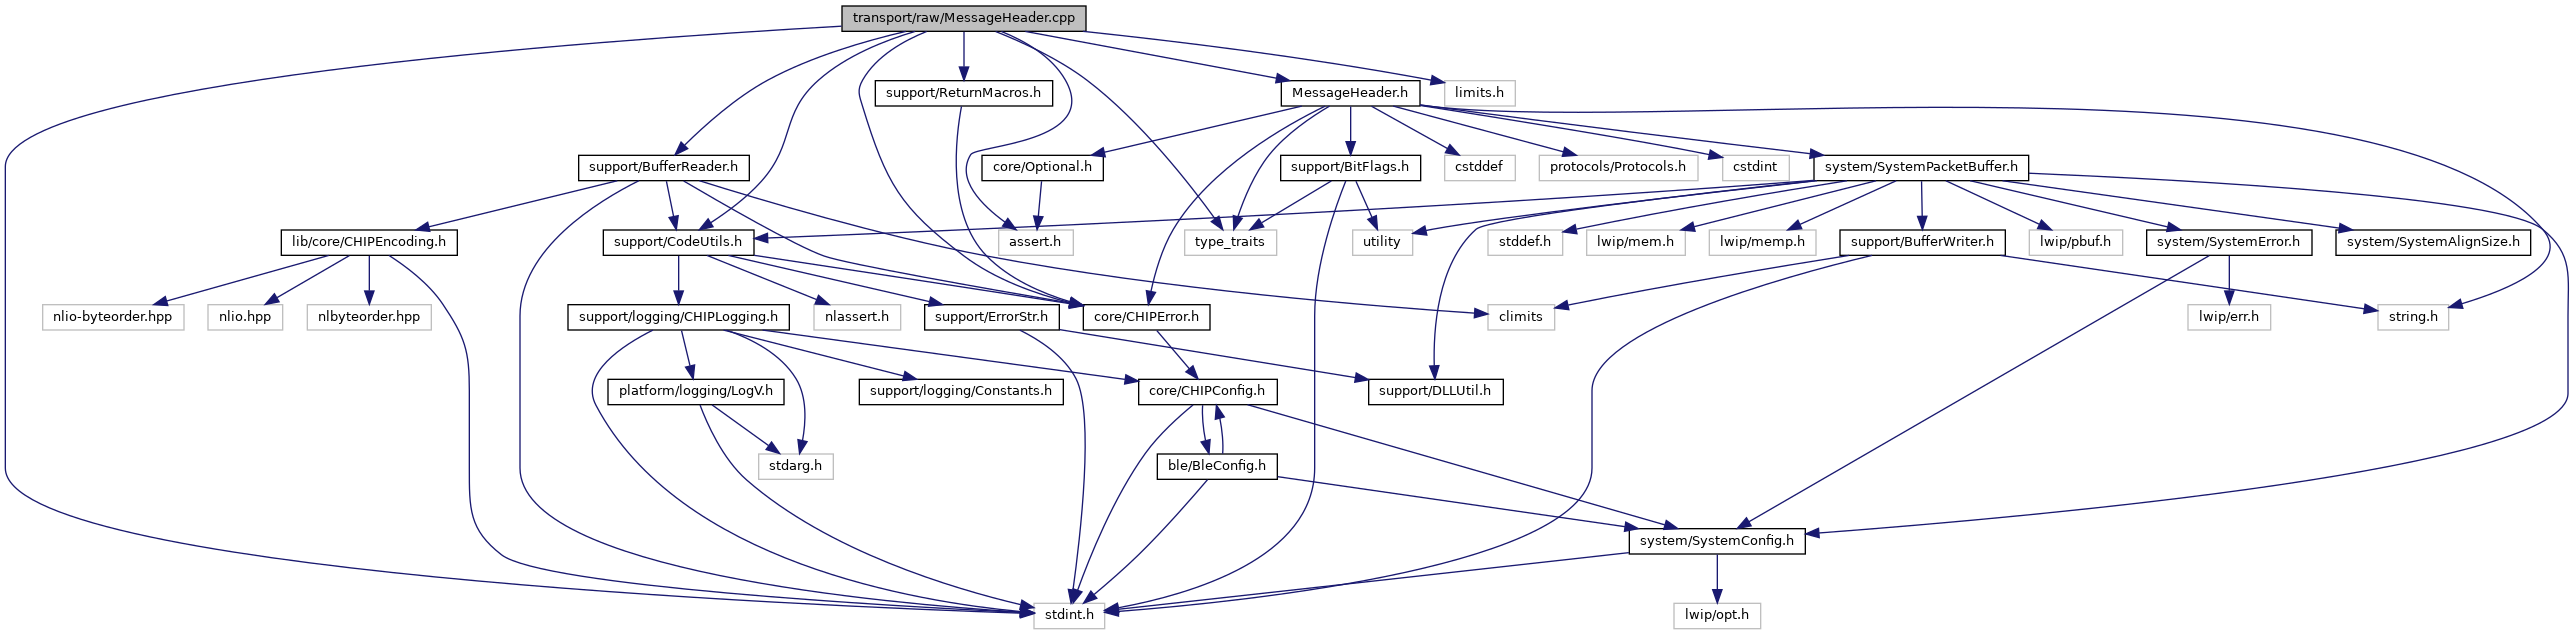 transport/raw/MessageHeader.cpp
support/ReturnMacros.h
MessageHeader.h
limits.h
support/BufferReader.h
core/Optional.h
support/BitFlags.h
cstddef
protocols/Protocols.h
cstdint
system/SystemPacketBuffer.h
lib/core/CHIPEncoding.h
support/CodeUtils.h
assert.h
type_traits
utility
stddef.h
lwip/mem.h
lwip/memp.h
support/BufferWriter.h
lwip/pbuf.h
system/SystemError.h
system/SystemAlignSize.h
nlio-byteorder.hpp
nlio.hpp
nlbyteorder.hpp
support/logging/CHIPLogging.h
nlassert.h
support/ErrorStr.h
core/CHIPError.h
climits
lwip/err.h
string.h
platform/logging/LogV.h
support/logging/Constants.h
core/CHIPConfig.h
support/DLLUtil.h
stdarg.h
ble/BleConfig.h
system/SystemConfig.h
stdint.h
lwip/opt.h